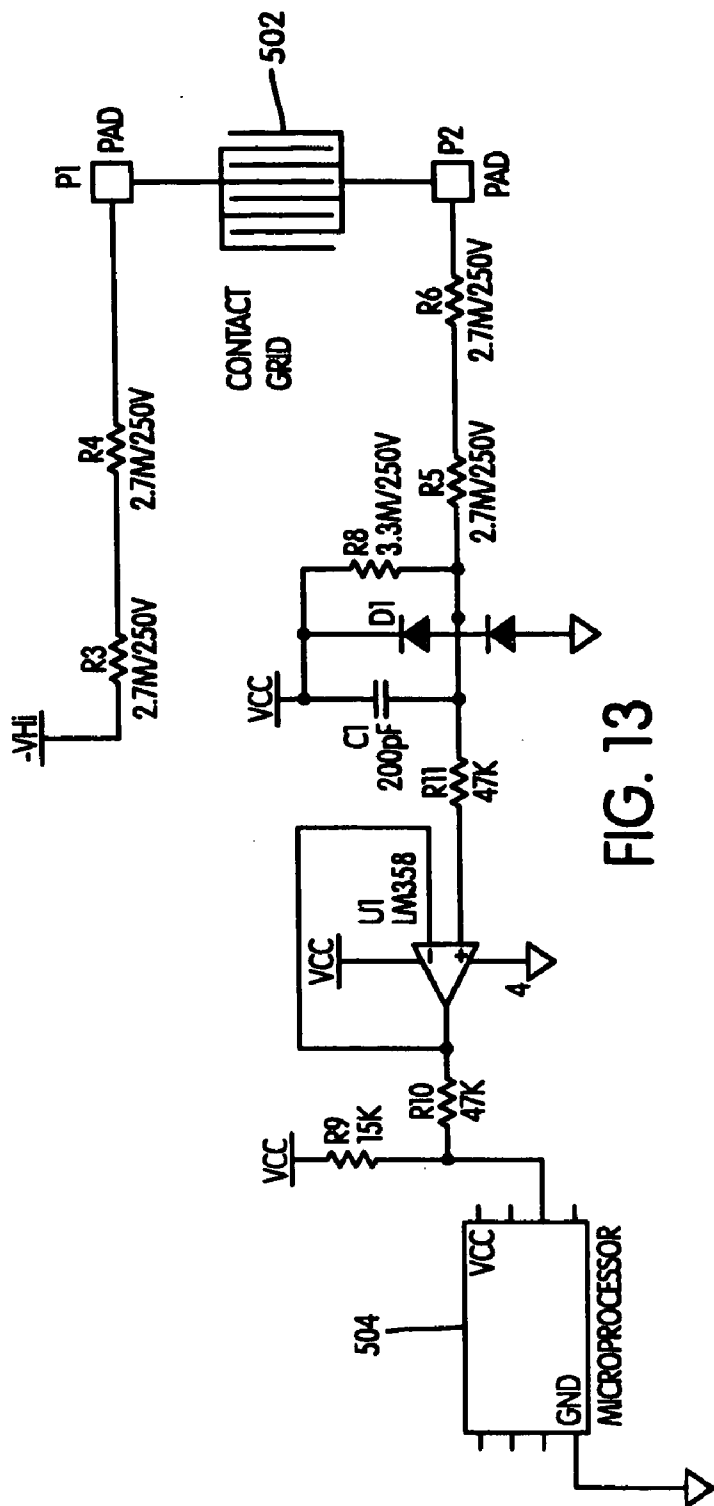 -VHi
R3
2.7M/250V
R4
2.7M/250V
P1
PAD
502
CONTACT
GRID
P2
PAD
R6
2.7M/250V
R5
2.7M/250V
R8
3.3M/250V
D1
VCC
C1
200pF
R11
47K
U1
LM358
VCC
4
R10
47K
VCC
R9
15K
504
VCC
GND
MICROPROCESSOR
FIG. 13